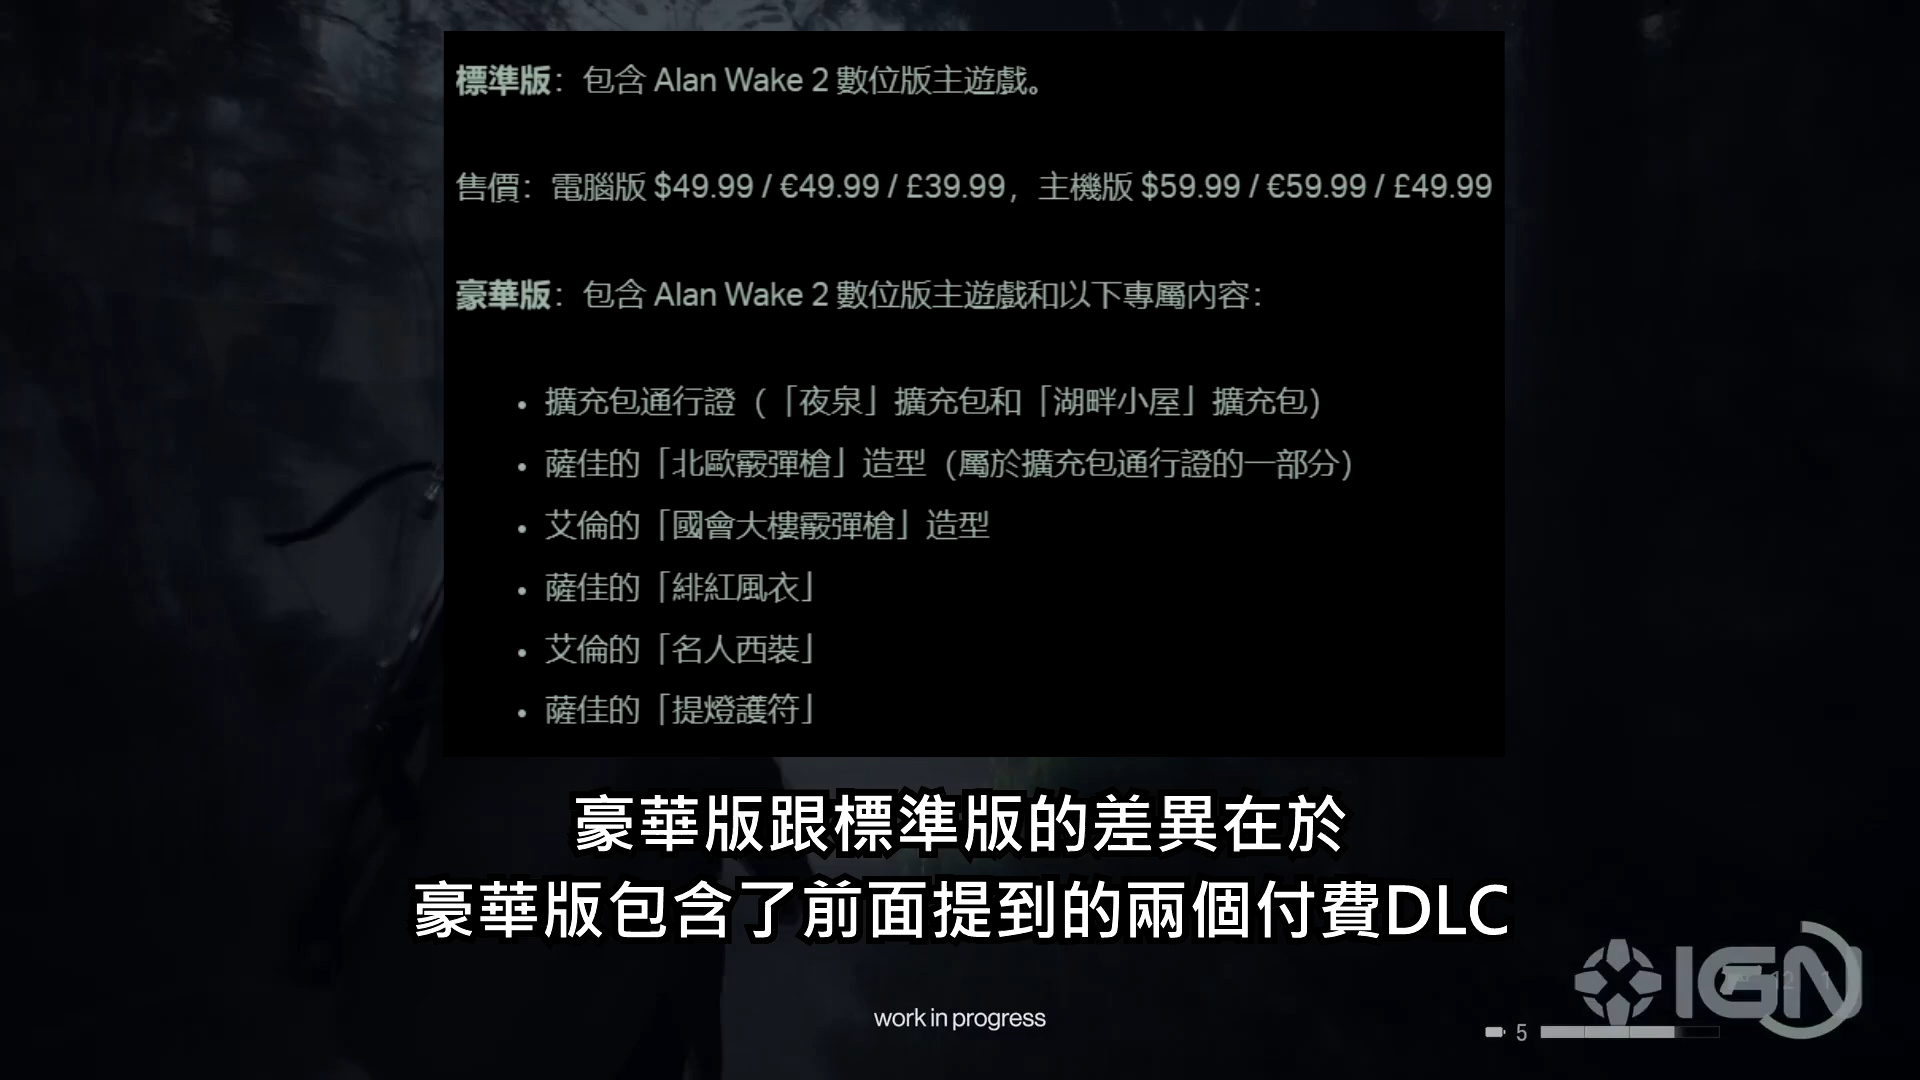 標準版：包含 Alan Wake 2 數位版主遊戲。
售價：電腦版 $49.99 / €49.99 / £39.99，主機版 $59.99 / €59.99 / £49.99
豪華版：包含 Alan Wake 2 數位版主遊戲和以下專屬內容：
• 擴充包通行證（「夜泉」擴充包和「湖畔小屋」擴充包）
• 薩佳的「北歐霰彈槍」造型（屬於擴充包通行證的一部分）
• 艾倫的「國會大樓霰彈槍」造型
• 薩佳的「緋紅風衣」
• 艾倫的「名人西裝」
• 薩佳的「提燈護符」
豪華版跟標準版的差異在於
豪華版包含了前面提到的兩個付費DLC
IGN
work in progress
5